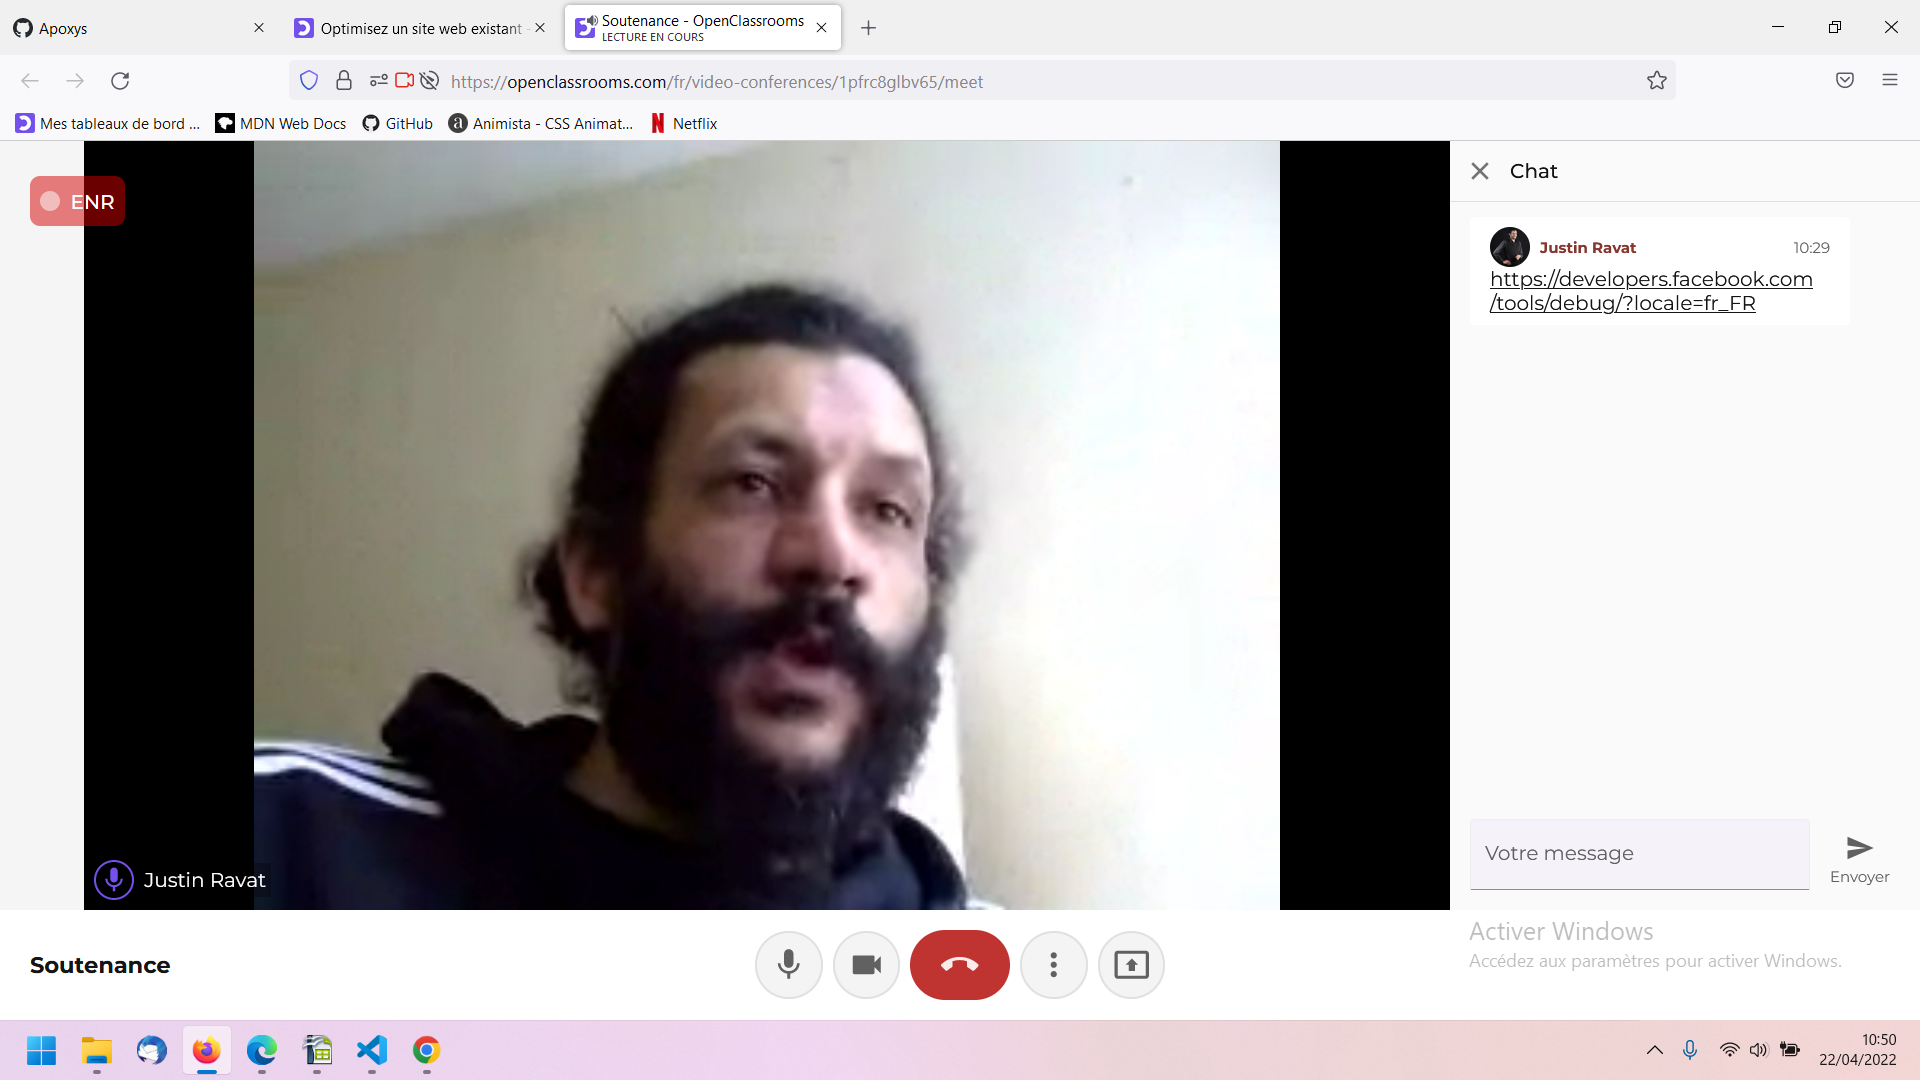 Apoxys
Optimisez un site web existant -
Soutenance - OpenClassrooms
LECTURE EN COURS
https://openclassrooms.com/fr/video-conferences/1pfrc8glbv65/meet
Mes tableaux de bord ...
MDN Web Docs
GitHub
Animista - CSS Animat...
Netflix
ENR
Chat
Justin Ravat
10:29
https://developers.facebook.com
/tools/debug/?locale=fr_FR
Justin Ravat
Votre message
Envoyer
Soutenance
Activer Windows
Accédez aux paramètres pour activer Windows.
10:50
22/04/2022